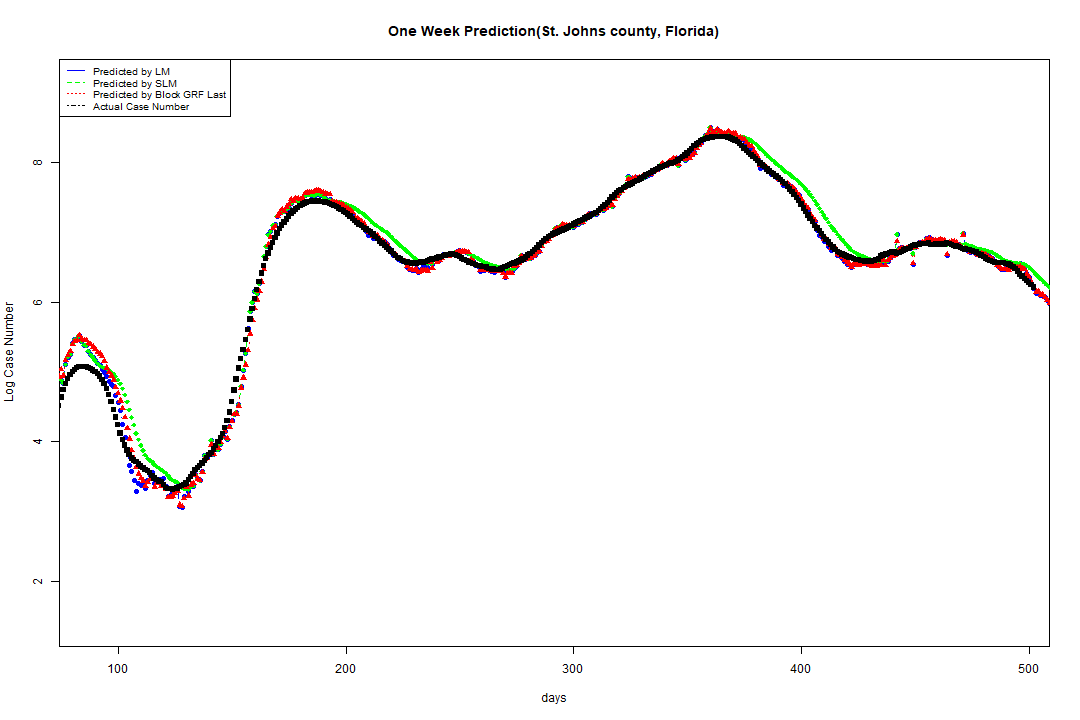 One Week Prediction(St. Johns county, Florida)
Predicted by LM
Predicted by SLM
Predicted by Block GRF Last
Actual Case Number
8
6
4
2
Log Case Number
100 200 300 400 500
days